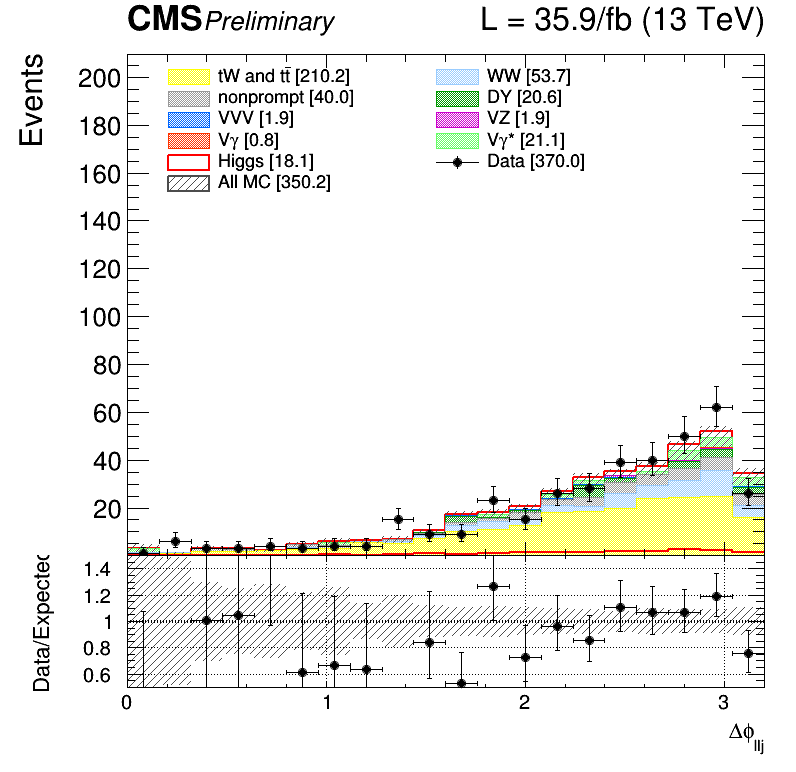 CMS Preliminary L = 35.9/fb (13 TeV)
Events
200
180
160
140
120
100
80
60
40
20
tW and tt̄ [210.2]
nonprompt [40.0]
VVV [1.9]
Vγ [0.8]
Higgs [18.1]
All MC [350.2]
WW [53.7]
DY [20.6]
VZ [1.9]
Vγ* [21.1]
Data [370.0]
Data/Expected
1.4
1.2
1
0.8
0.6
0 1 2 3
Δϕllj